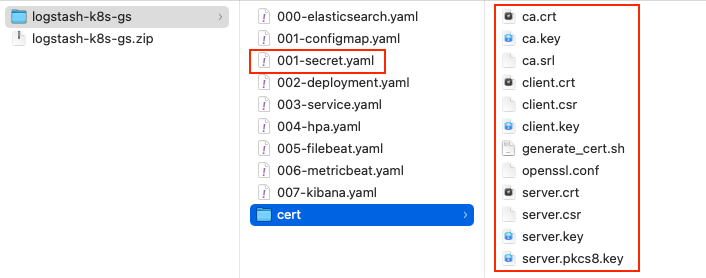 logstash-k8s-gs
logstash-k8s-gs.zip
000-elasticsearch.yaml
001-configmap.yaml
001-secret.yaml
002-deployment.yaml
003-service.yaml
004-hpa.yaml
005-filebeat.yaml
006-metricbeat.yaml
007-kibana.yaml
cert
ca.crt
ca.key
ca.srl
client.crt
client.csr
client.key
generate_cert.sh
openssl.conf
server.crt
server.csr
server.key
server.pkcs8.key